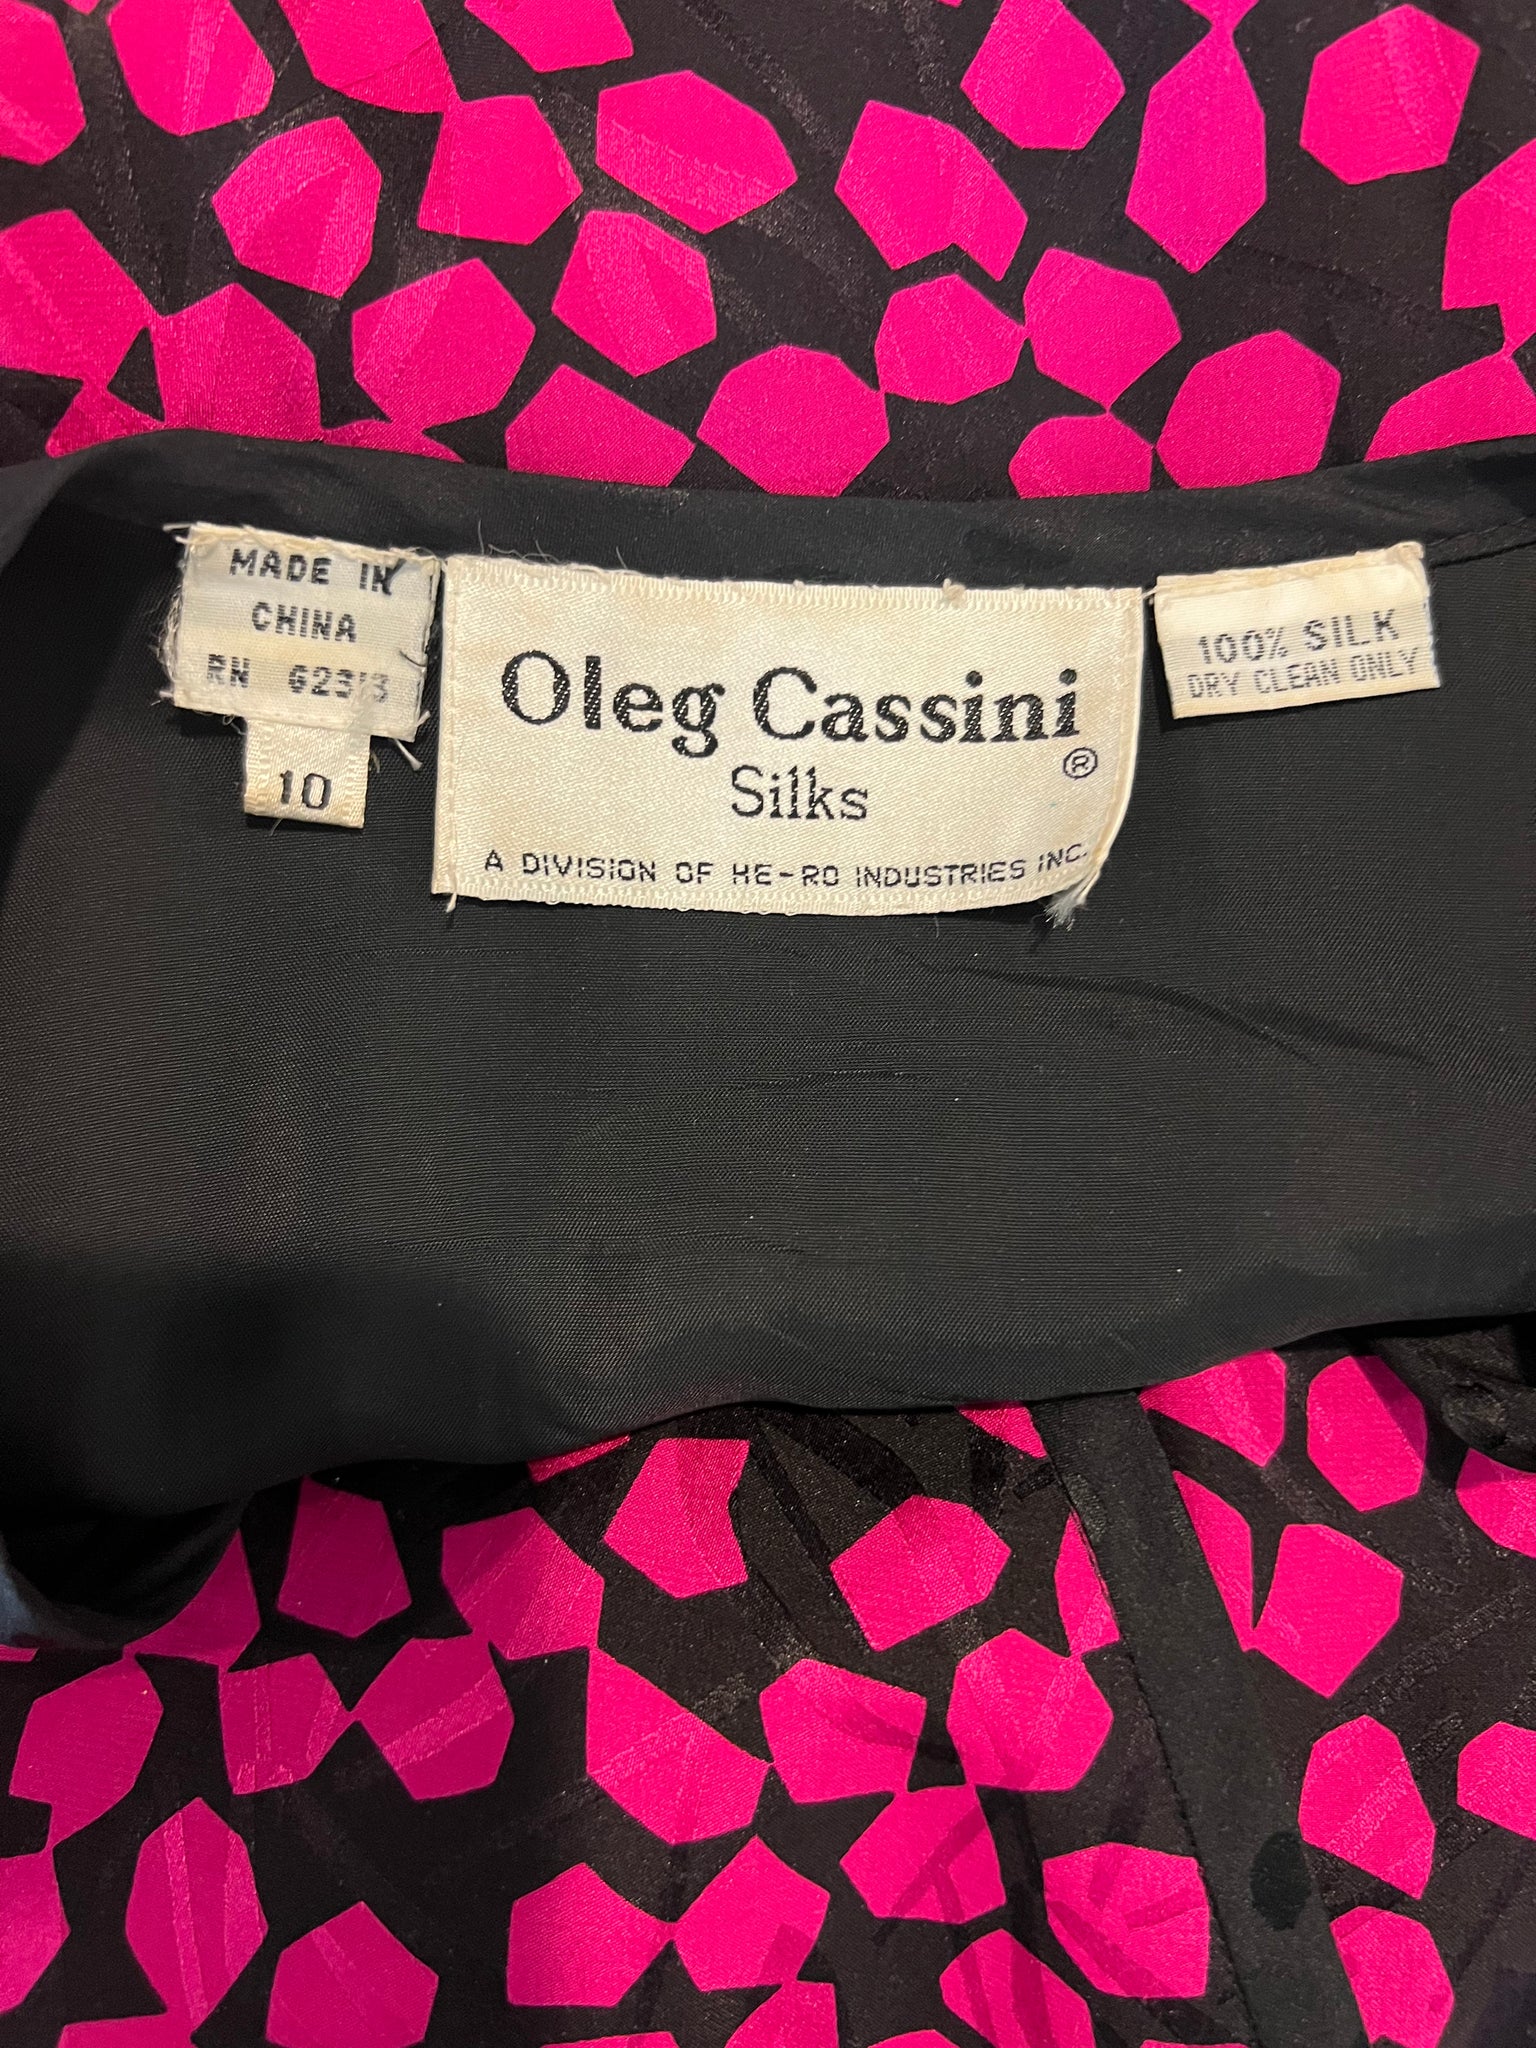 MADE IN
CHINA
RN
10
Oleg Cassini
®
Silks
A DIVISION OF HE-RO INDUSTRIES INC.
100% SILK
DRY CLEAN ONLY